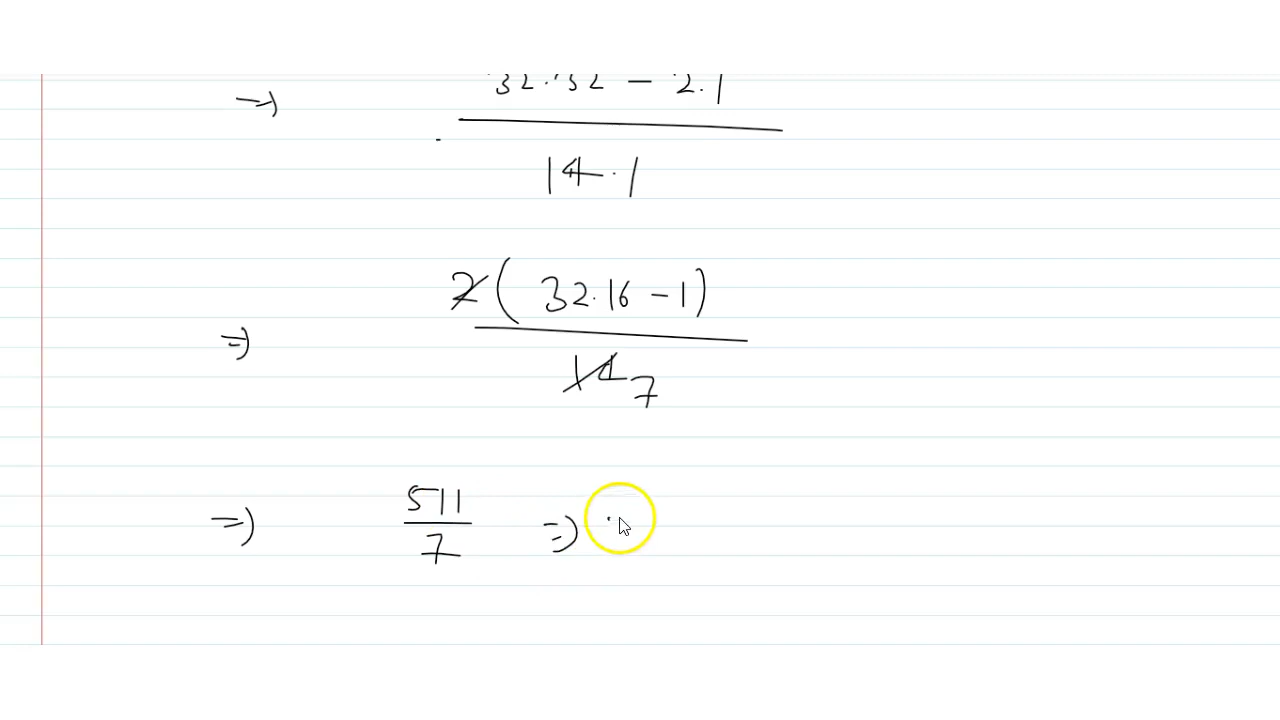 => 32.32 - 2.1
14.1
=> 2( 32.16 - 1)
14 7
=> 511 =>
7